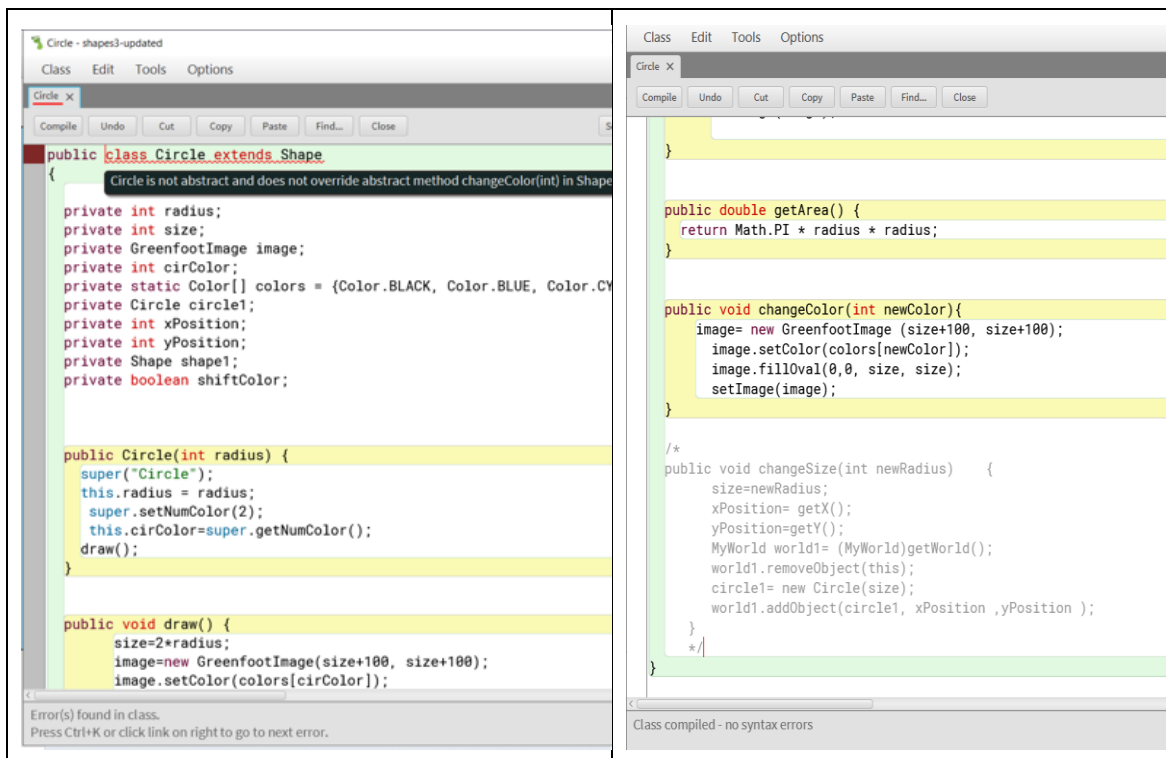 Circle - shapes3-updated
Class Edit Tools Options
Circle X
Compile Undo Cut Copy Paste Find... Close
public class Circle extends Shape
{
Circle is not abstract and does not override abstract method changeColor(int) in Shape
private int radius;
private int size;
private GreenfootImage image;
private int cirColor;
private static Color[] colors = {Color.BLACK, Color.BLUE, Color.CY
private Circle circle1;
private int xPosition;
private int yPosition;
private Shape shape1;
private boolean shiftColor;
public Circle(int radius) {
super("Circle");
this.radius = radius;
super.setNumColor(2);
this.cirColor=super.getNumColor();
draw();
}
public void draw() {
size=2*radius;
image=new GreenfootImage(size+100, size+100);
image.setColor(colors[cirColor]);
Error(s) found in class.
Press Ctrl+K or click link on right to go to next error.
Class Edit Tools Options
Circle X
Compile Undo Cut Copy Paste Find... Close
}
public double getArea() {
return Math.PI * radius * radius;
}
public void changeColor(int newColor){
image= new GreenfootImage (size+100, size+100);
image.setColor(colors[newColor]);
image.fillOval(0,0, size, size);
setImage(image);
}
/*
public void changeSize(int newRadius) {
size=newRadius;
xPosition= getX();
yPosition=getY();
MyWorld world1= (MyWorld)getWorld();
world1.removeObject(this);
circle1= new Circle(size);
world1.addObject(circle1, xPosition ,yPosition );
}
*/
}
Class compiled - no syntax errors